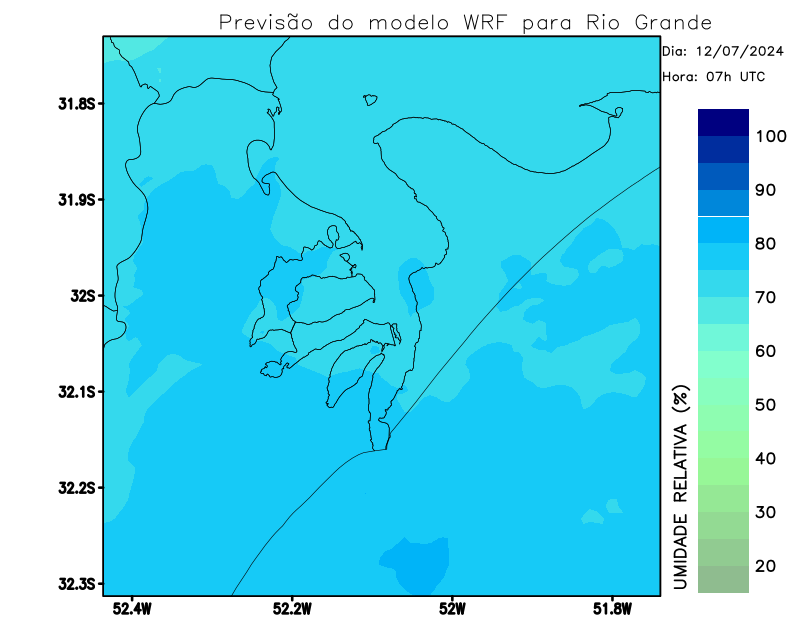 Previsão do modelo WRF para Rio Grande
Dia: 12/07/2024
Hora: 07h UTC
31.8S
31.9S
32S
32.1S
32.2S
32.3S
52.4W
52.2W
52W
51.8W
UMIDADE RELATIVA (%)
100
90
80
70
60
50
40
30
20